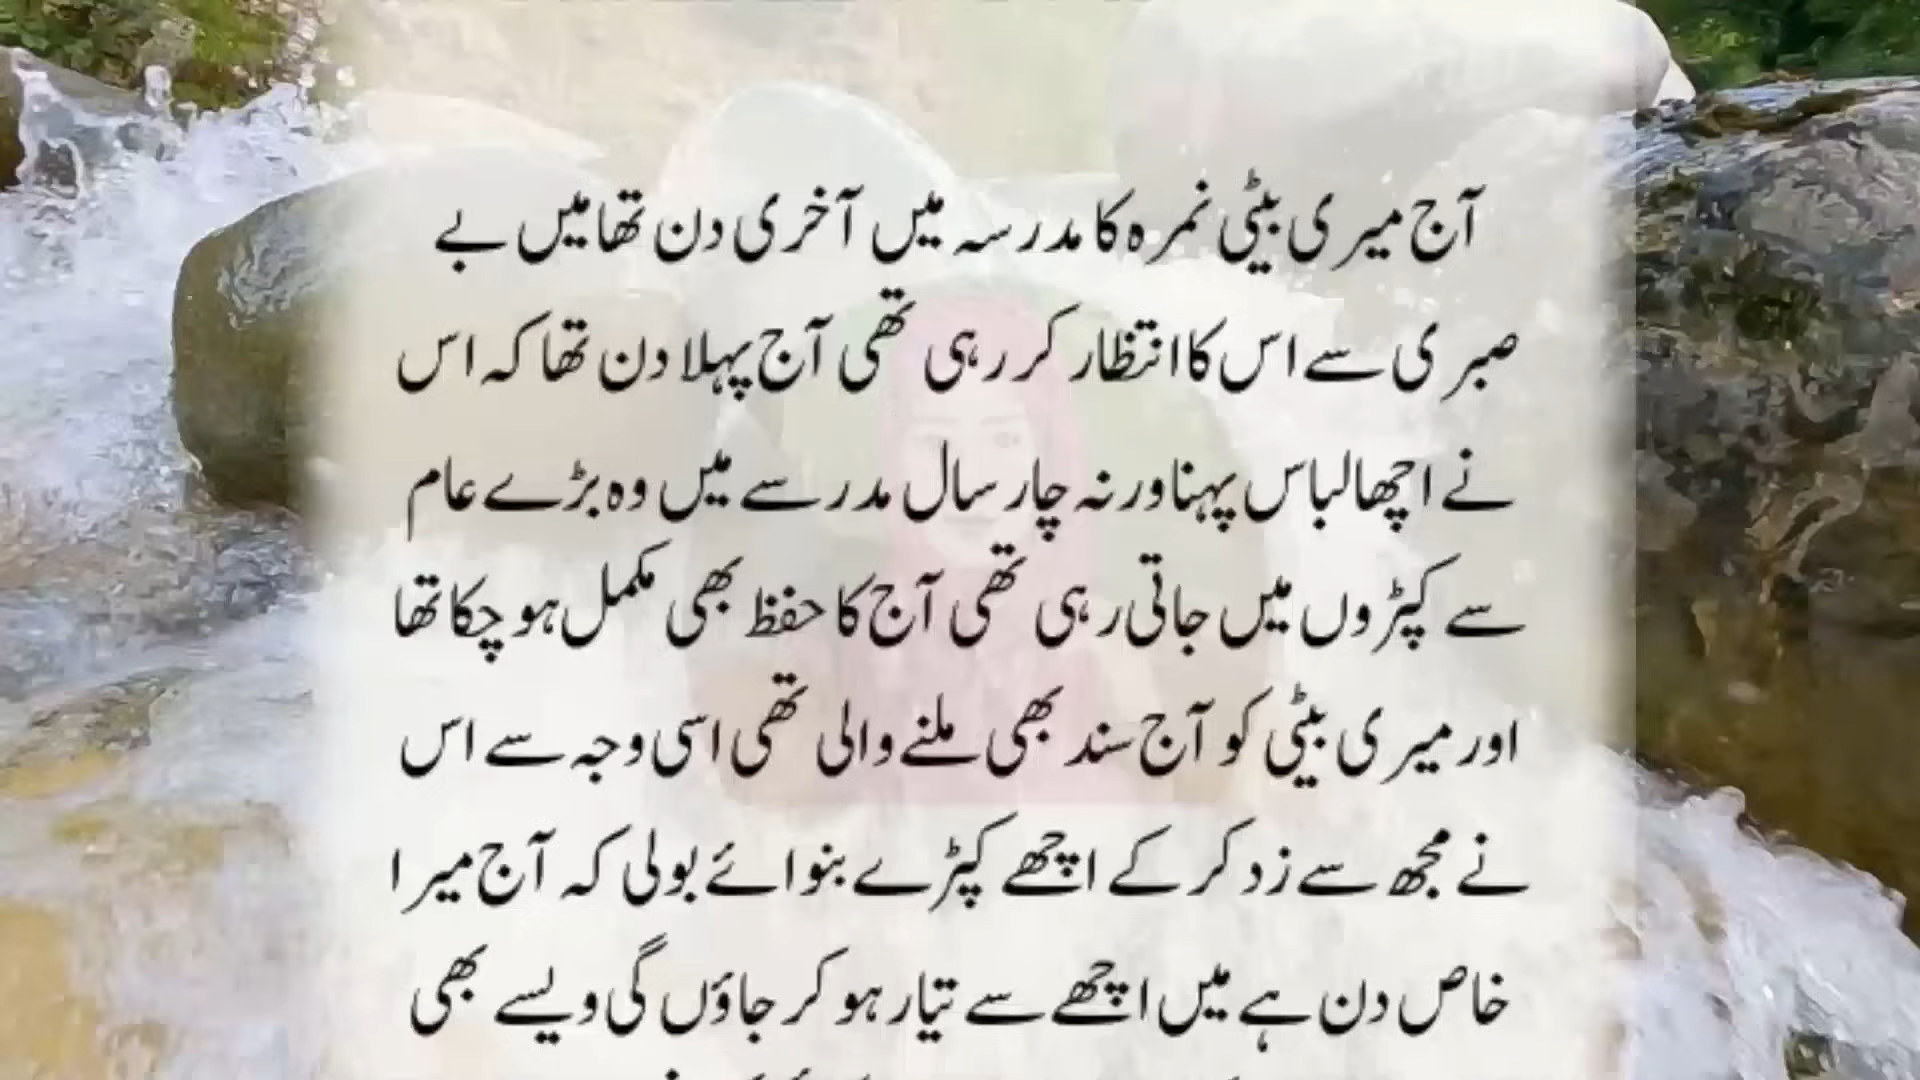 آج میری بیٹی نمرہ کا مدرسہ میں آخری دن تھا میں بے
صبری سے اس کا انتظار کر رہی تھی آج پہلا دن تھا کہ اس
نے اچھا لباس پہنا ورنہ چار سال مدرسے میں وہ بڑے عام
سے کپڑوں میں جاتی رہی تھی آج کا حفظ بھی مکمل ہو چکا تھا
اور میری بیٹی کو آج سند بھی ملنے والی تھی اسی وجہ سے اس
نے مجھ سے زد کر کے اچھے کپڑے بنوائے بولی کہ آج میرا
خاص دن ہے میں اچھے سے تیار ہو کر جاؤں گی ویسے بھی